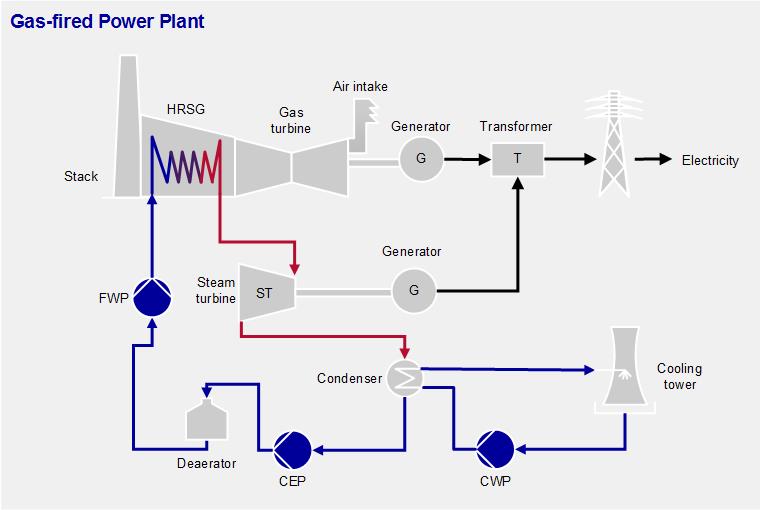 Gas-fired Power Plant
Air intake
HRSG
Gas
turbine
Generator
Transformer
G
T
Electricity
Stack
Generator
Steam
turbine
ST
G
FWP
Condenser
Cooling
tower
Deaerator
CEP
CWP